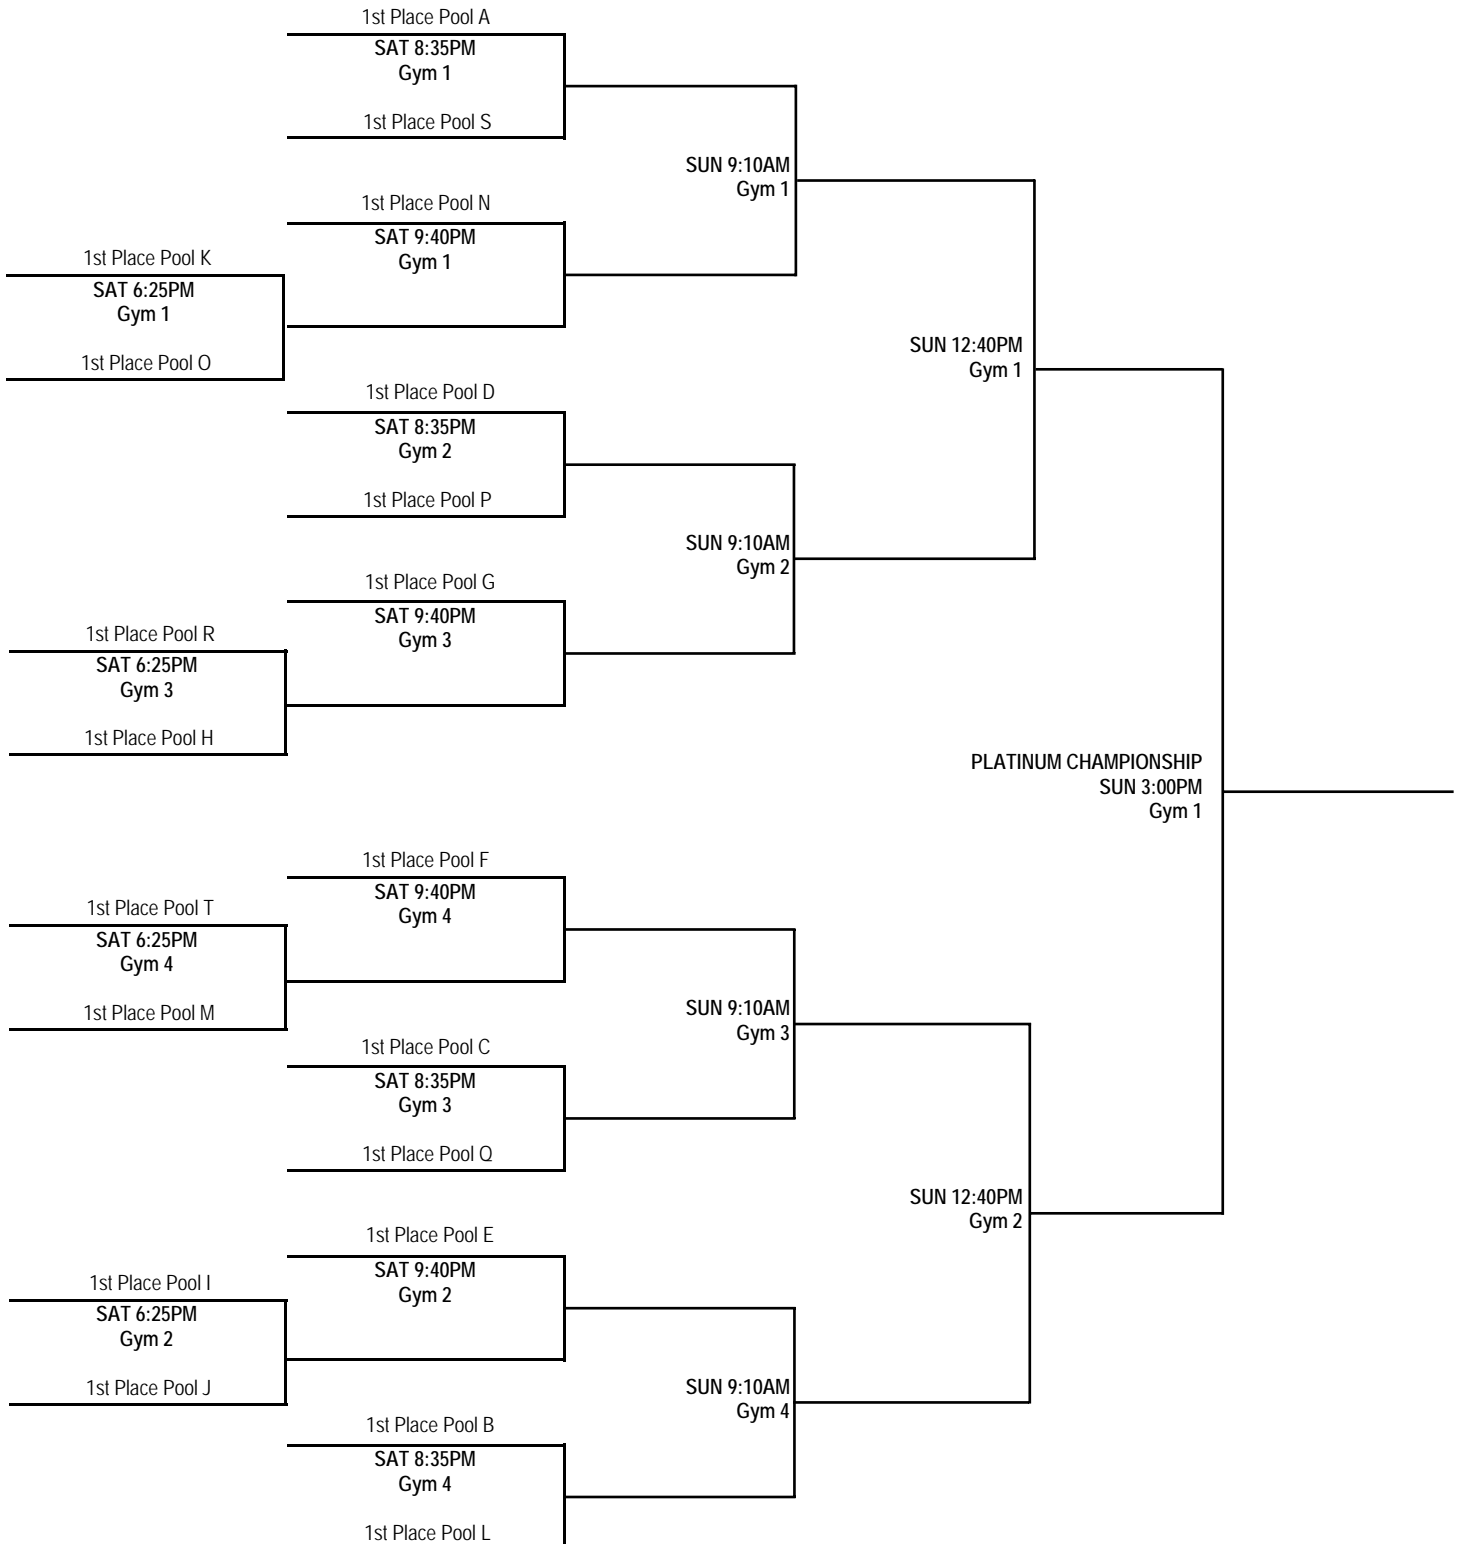 1st Place Pool A
SAT 8:35PM
Gym 1
1st Place Pool S
SUN 9:10AM
Gym 1
1st Place Pool N
SAT 9:40PM
Gym 1
1st Place Pool K
SAT 6:25PM
Gym 1
1st Place Pool O
SUN 12:40PM
Gym 1
1st Place Pool D
SAT 8:35PM
Gym 2
1st Place Pool P
SUN 9:10AM
Gym 2
1st Place Pool G
SAT 9:40PM
Gym 3
1st Place Pool R
SAT 6:25PM
Gym 3
1st Place Pool H
PLATINUM CHAMPIONSHIP
SUN 3:00PM
Gym 1
1st Place Pool F
SAT 9:40PM
Gym 4
1st Place Pool T
SAT 6:25PM
Gym 4
1st Place Pool M
SUN 9:10AM
Gym 3
1st Place Pool C
SAT 8:35PM
Gym 3
1st Place Pool Q
SUN 12:40PM
Gym 2
1st Place Pool E
SAT 9:40PM
Gym 2
1st Place Pool I
SAT 6:25PM
Gym 2
1st Place Pool J
SUN 9:10AM
Gym 4
1st Place Pool B
SAT 8:35PM
Gym 4
1st Place Pool L